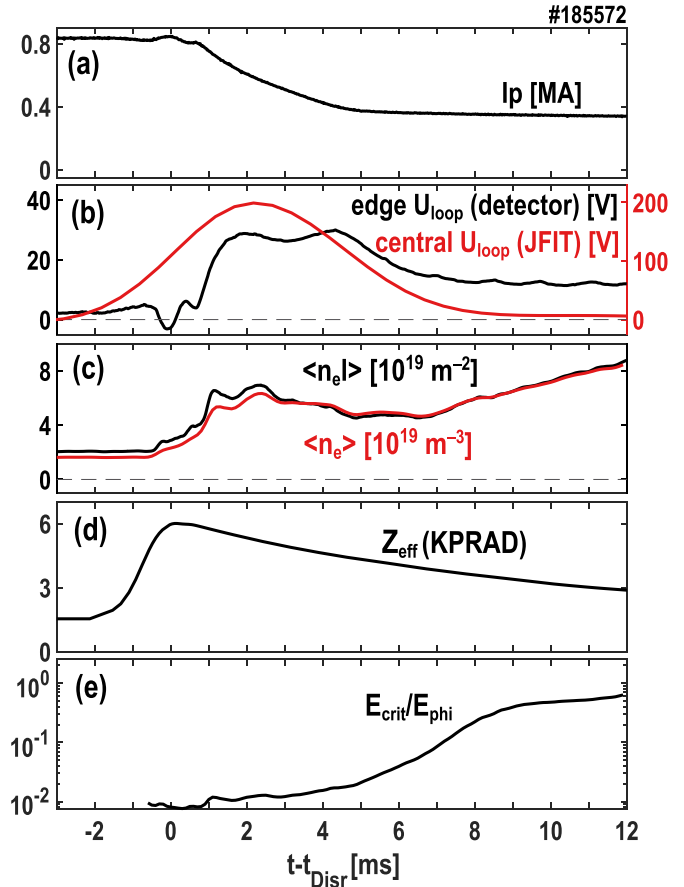 #185572
0.8
(a)
Ip [MA]
0.4
0
40
(b)
edge U_loop (detector) [V]
200
central U_loop (JFIT) [V]
20
100
0
0
8
(c)
<n_e l> [10^19 m^–2]
4
<n_e> [10^19 m^–3]
0
6
(d)
Z_eff (KPRAD)
3
0
10^0
(e)
E_crit/E_phi
10^-1
10^-2
-2 0 2 4 6 8 10 12
t-t_Disr [ms]